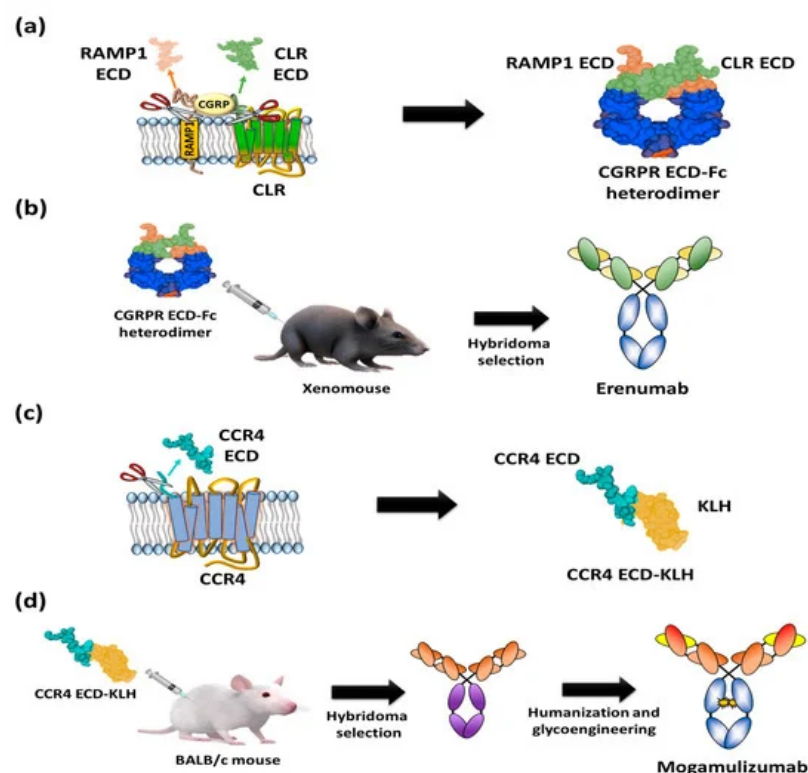 (a)
RAMP1
ECD
CLR
ECD
CGRP
RAMP1
CLR
RAMP1 ECD
CLR ECD
CGRPR ECD-Fc
heterodimer
(b)
CGRPR ECD-Fc
heterodimer
Xenomouse
Hybridoma
selection
Erenumab
(c)
CCR4
ECD
CCR4
CCR4 ECD
KLH
CCR4 ECD-KLH
(d)
CCR4 ECD-KLH
BALB/c mouse
Hybridoma
selection
Humanization and
glycoengineering
Mogamulizumab